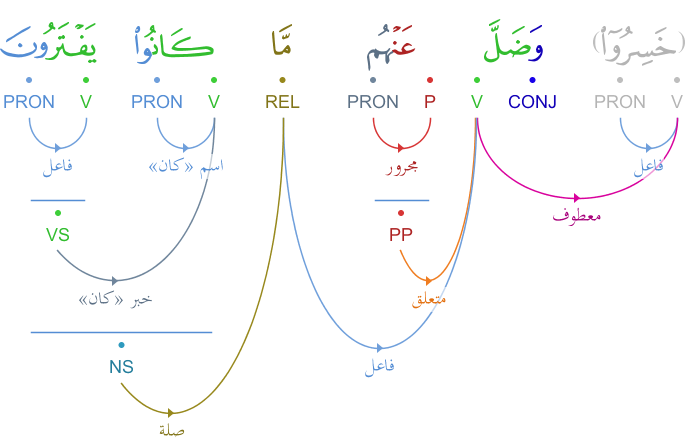 (خَسِرُوٓا۟) وَضَلَّ عَنْهُم مَّا كَانُوا۟ يَفْتَرُونَ
V PRON CONJ V P PRON REL V PRON V PRON
فاعل مجرور اسم «كان» فاعل
معطوف
PP VS
متعلق خبر «كان»
فاعل
NS
صلة